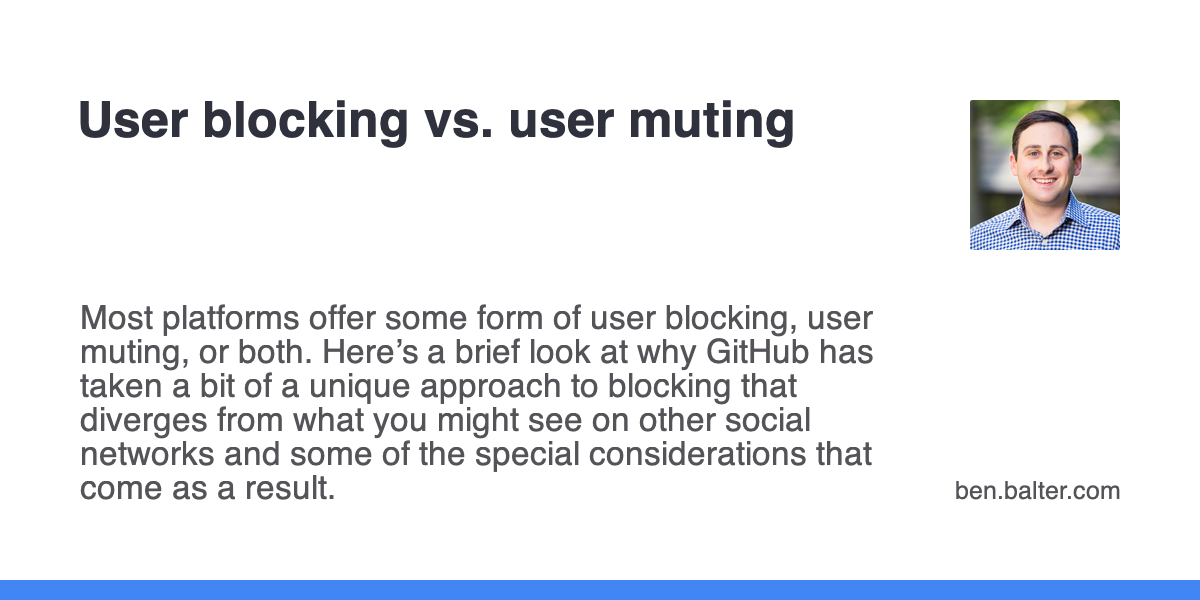 User blocking vs. user muting
Most platforms offer some form of user blocking, user
muting, or both. Here’s a brief look at why GitHub has
taken a bit of a unique approach to blocking that
diverges from what you might see on other social
networks and some of the special considerations that
come as a result.
ben.balter.com